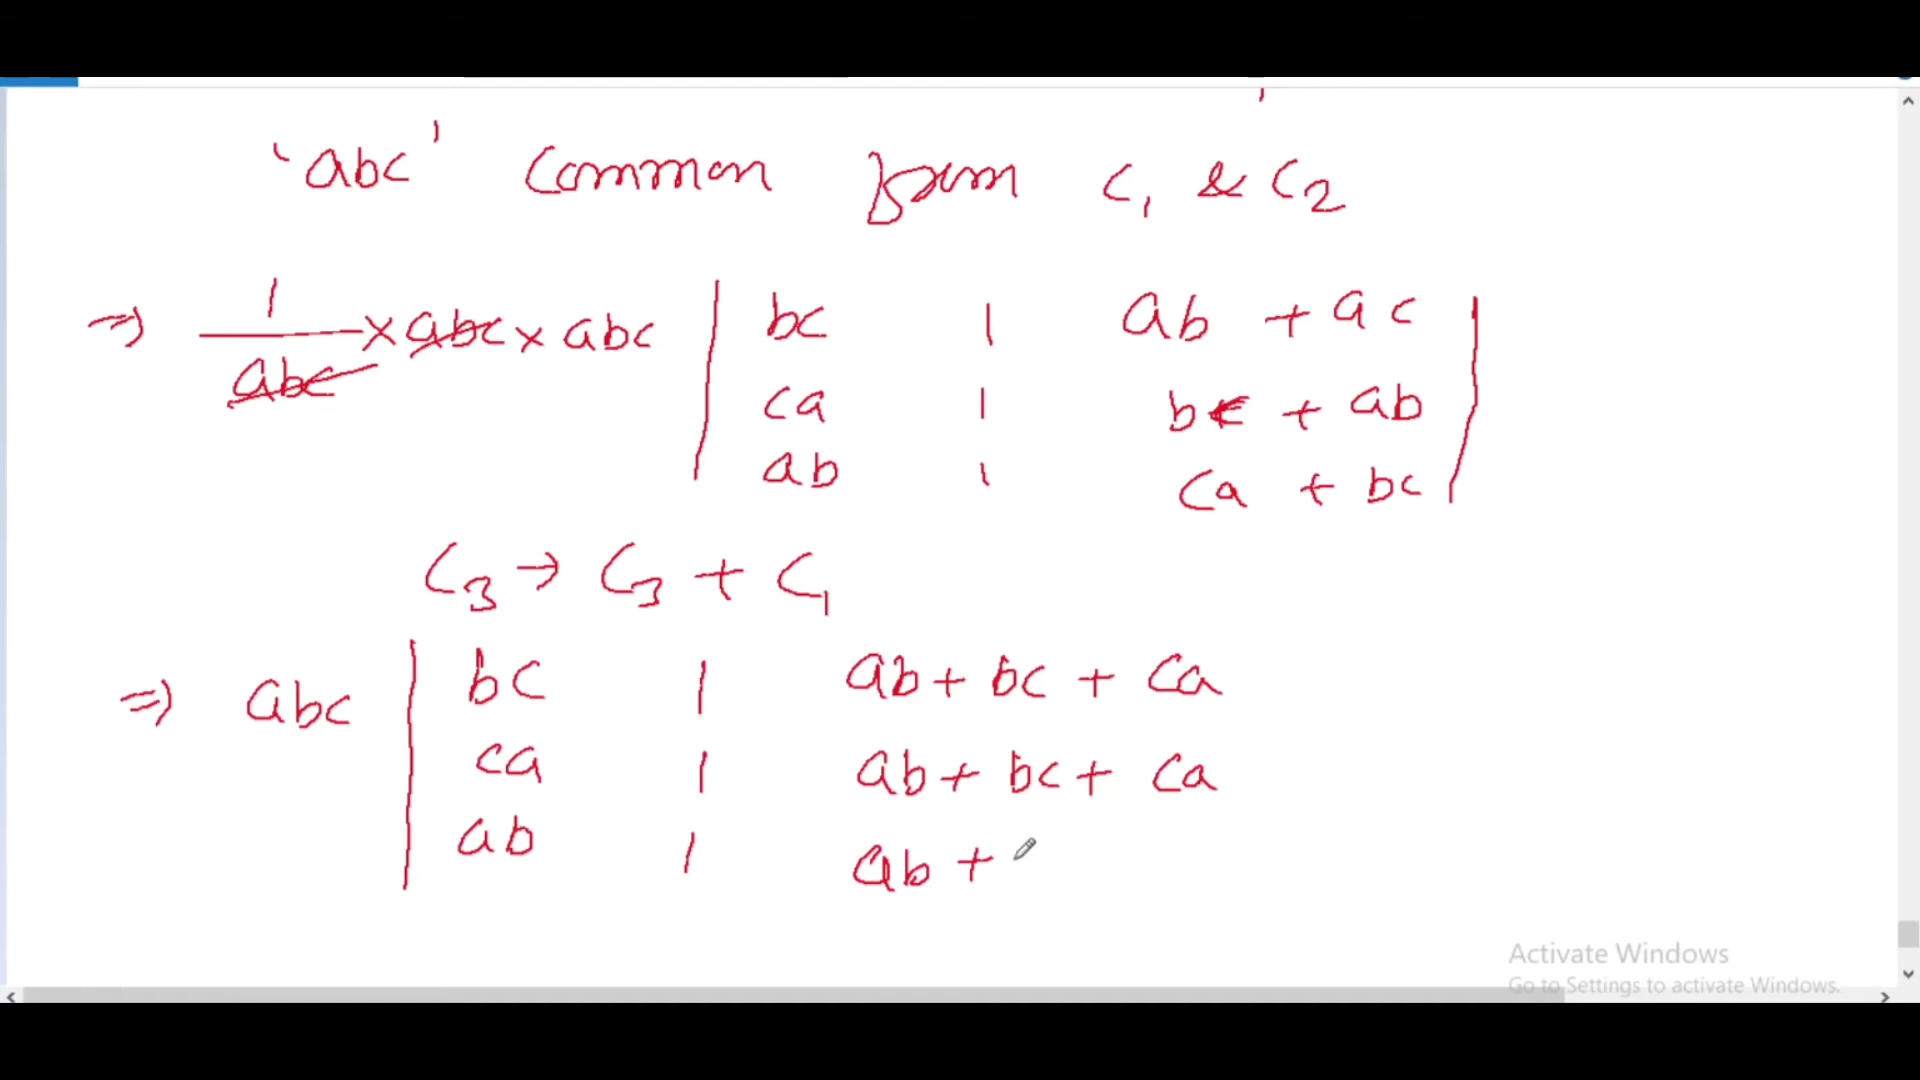 'abc' common from C₁ & C₂
⇒ 1/abc × abc × abc | bc 1 ab + ac |
ca 1 bc + ab
ab 1 ca + bc
C₃ → C₃ + C₁
⇒ abc | bc 1 ab + bc + ca
ca 1 ab + bc + ca
ab 1 ab +
Activate Windows
Go to Settings to activate Windows.